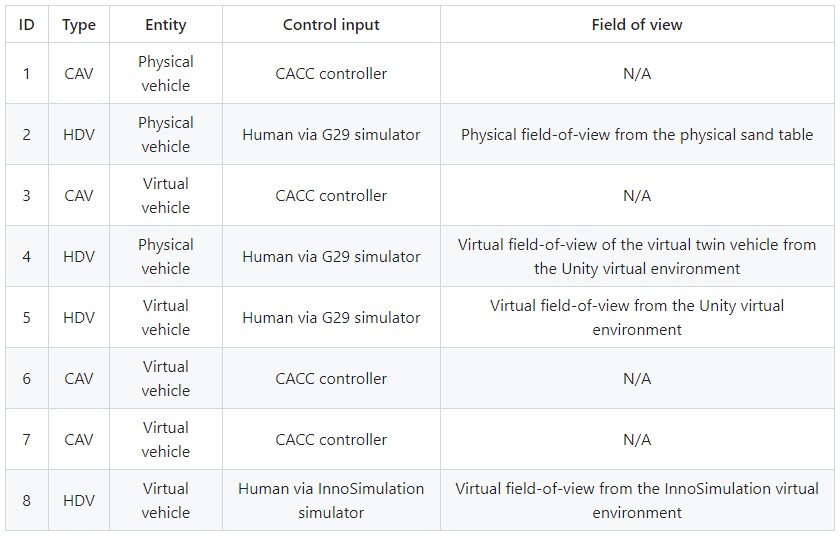 ID Type Entity Control input Field of view
1 CAV Physical vehicle CACC controller N/A
2 HDV Physical vehicle Human via G29 simulator Physical field-of-view from the physical sand table
3 CAV Virtual vehicle CACC controller N/A
4 HDV Physical vehicle Human via G29 simulator Virtual field-of-view of the virtual twin vehicle from the Unity virtual environment
5 HDV Virtual vehicle Human via G29 simulator Virtual field-of-view from the Unity virtual environment
6 CAV Virtual vehicle CACC controller N/A
7 CAV Virtual vehicle CACC controller N/A
8 HDV Virtual vehicle Human via InnoSimulation simulator Virtual field-of-view from the InnoSimulation virtual environment